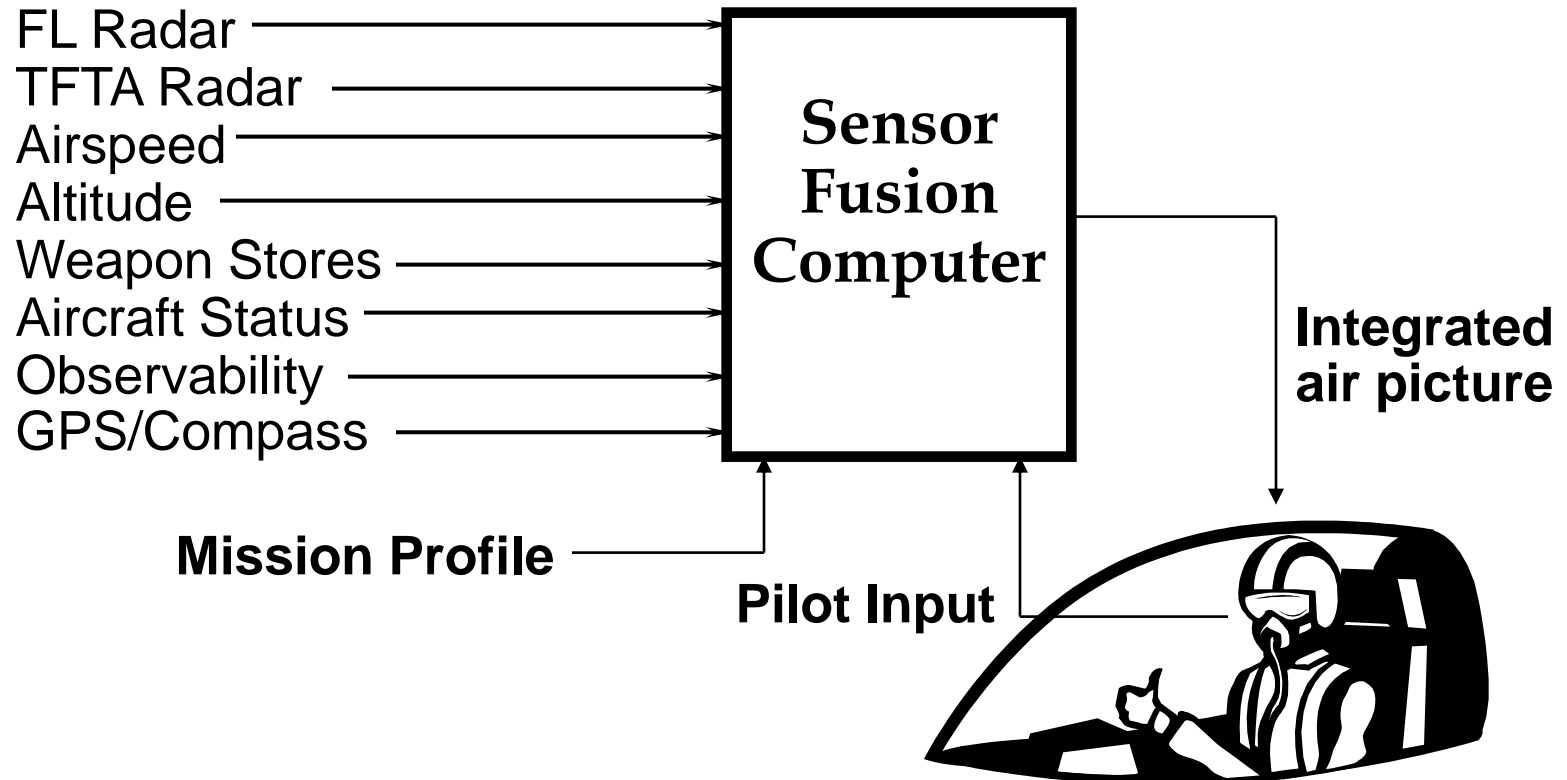 FL Radar
TFTA Radar
Airspeed
Altitude
Weapon Stores
Aircraft Status
Observability
GPS/Compass
Sensor
Fusion
Computer
Integrated
air picture
Mission Profile
Pilot Input